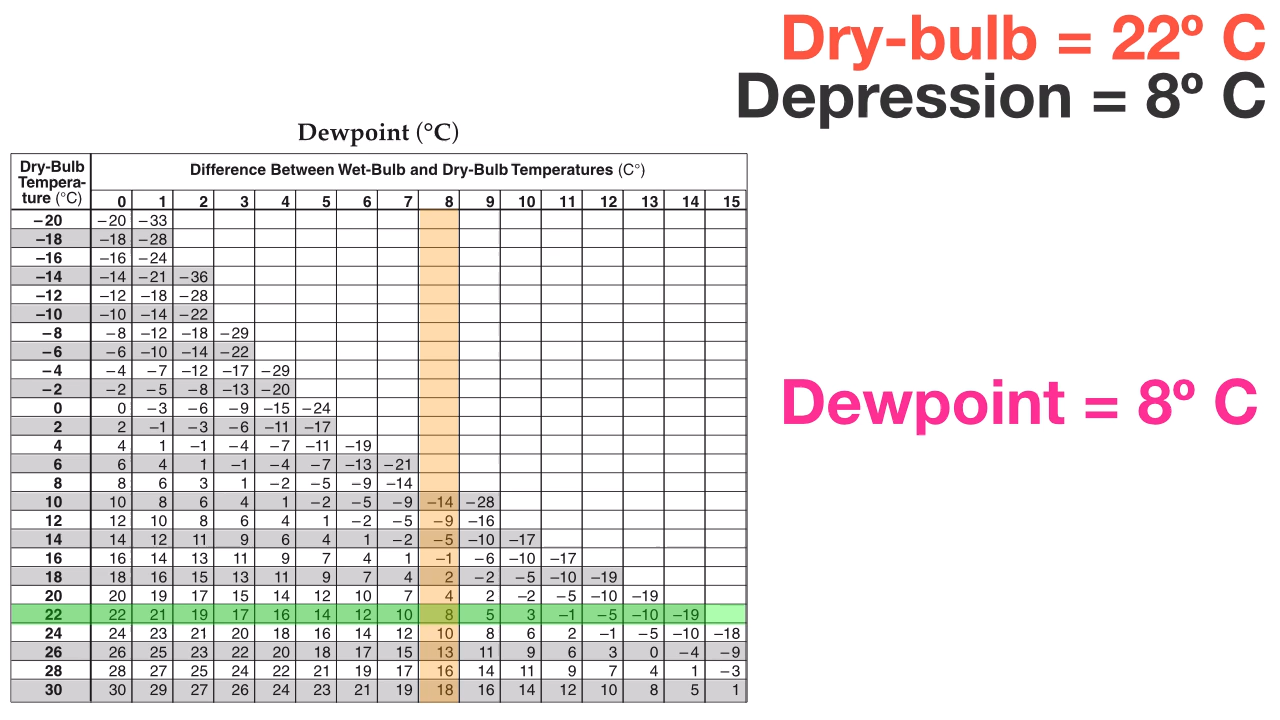 Dry-bulb = 22º C
Depression = 8º C
Dewpoint (°C)
Dry-Bulb Tempera- ture (°C) Difference Between Wet-Bulb and Dry-Bulb Temperatures (C°)
0 1 2 3 4 5 6 7 8 9 10 11 12 13 14 15
–20 –20 –33
–18 –18 –28
–16 –16 –24
–14 –14 –21 –36
–12 –12 –18 –28
–10 –10 –14 –22
–8 –8 –12 –18 –29
–6 –6 –10 –14 –22
–4 –4 –7 –12 –17 –29
–2 –2 –5 –8 –13 –20
0 0 –3 –6 –9 –15 –24
2 2 –1 –3 –6 –11 –17
4 4 1 –1 –4 –7 –11 –19
6 6 4 1 –1 –4 –7 –13 –21
8 8 6 3 1 –2 –5 –9 –14
10 10 8 6 4 1 –2 –5 –9 –14 –28
12 12 10 8 6 4 1 –2 –5 –9 –16
14 14 12 11 9 6 4 1 –2 –5 –10 –17
16 16 14 13 11 9 7 4 1 –1 –6 –10 –17
18 18 16 15 13 11 9 7 4 2 –2 –5 –10 –19
20 20 19 17 15 14 12 10 7 4 2 –2 –5 –10 –19
22 22 21 19 17 16 14 12 10 8 5 3 –1 –5 –10 –19
24 24 23 21 20 18 16 14 12 10 8 6 2 –1 –5 –10 –18
26 26 25 23 22 20 18 17 15 13 11 9 6 3 0 –4 –9
28 28 27 25 24 22 21 19 17 16 14 11 9 7 4 1 –3
30 30 29 27 26 24 23 21 19 18 16 14 12 10 8 5 1
Dewpoint = 8º C